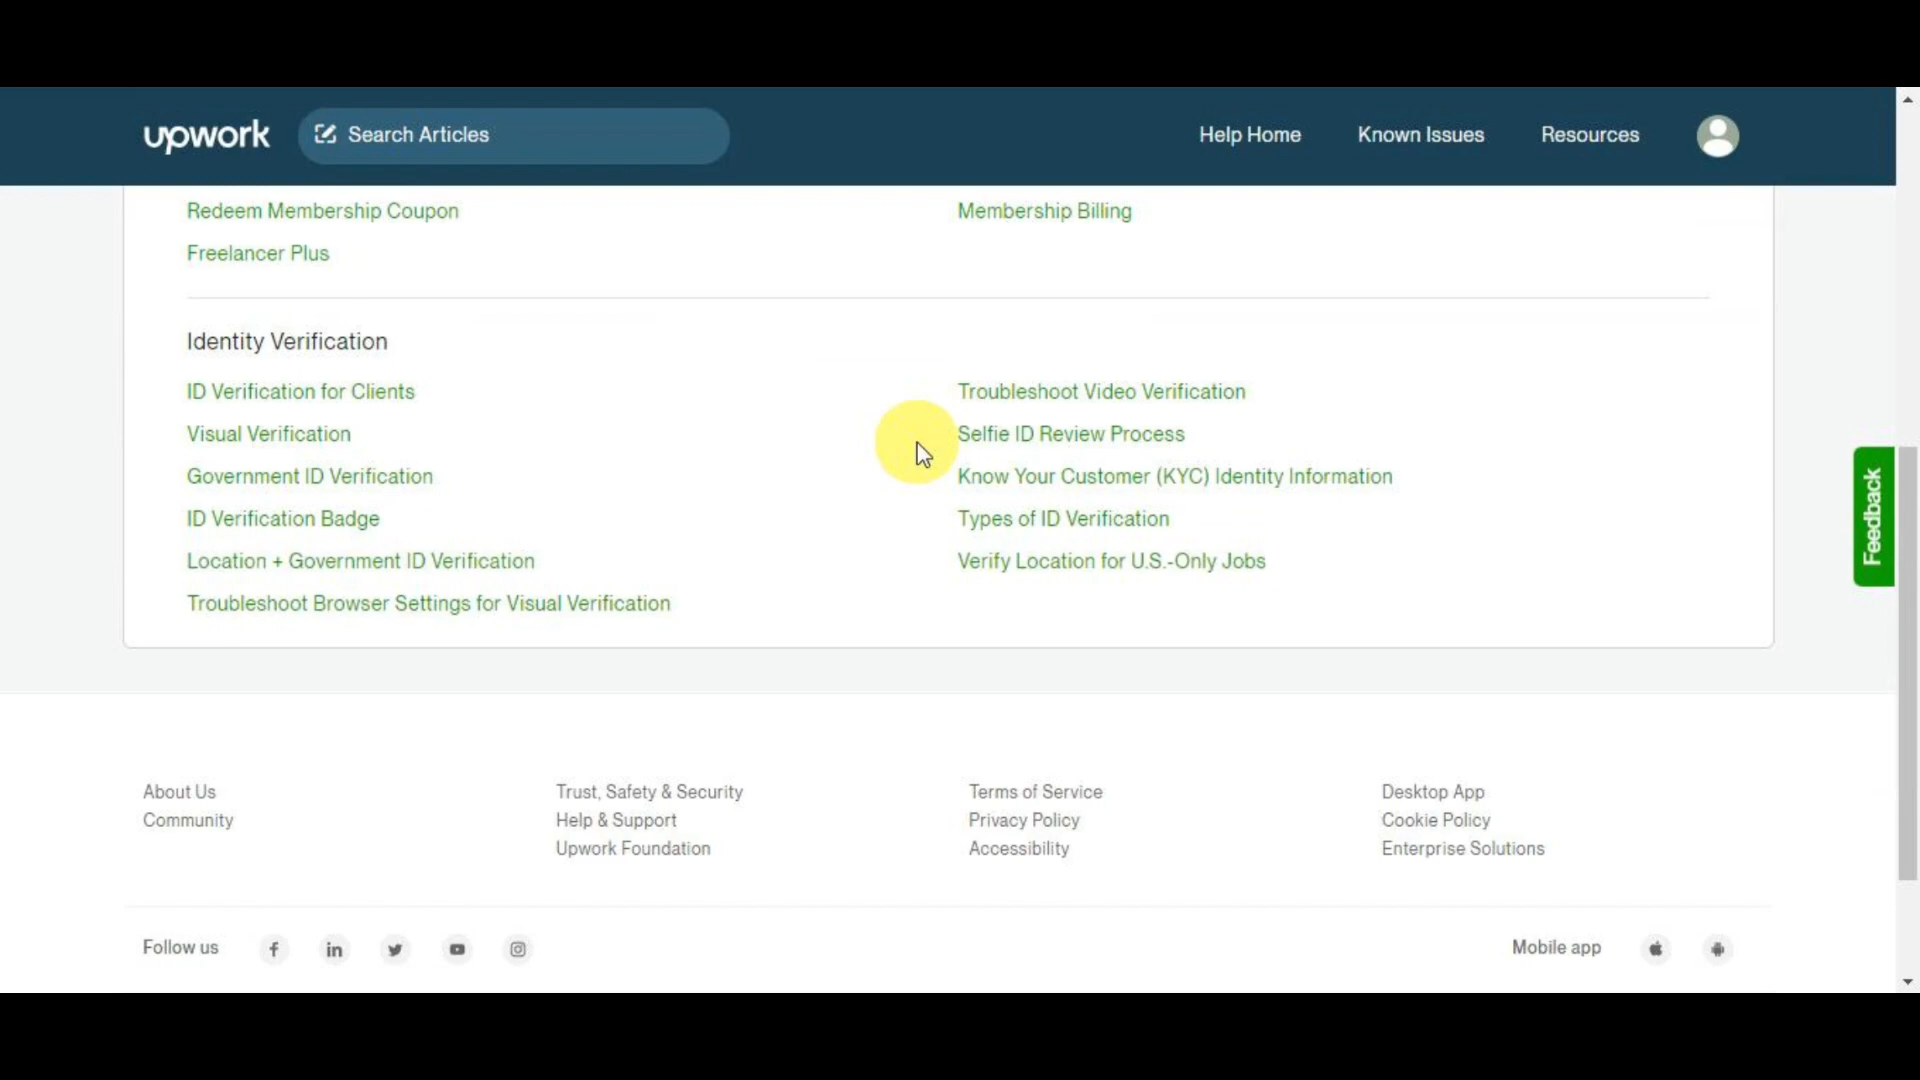 upwork
Search Articles
Help Home
Known Issues
Resources
Redeem Membership Coupon
Membership Billing
Freelancer Plus
Identity Verification
ID Verification for Clients
Troubleshoot Video Verification
Visual Verification
Selfie ID Review Process
Government ID Verification
Know Your Customer (KYC) Identity Information
ID Verification Badge
Types of ID Verification
Location + Government ID Verification
Verify Location for U.S.-Only Jobs
Troubleshoot Browser Settings for Visual Verification
Feedback
About Us
Trust, Safety & Security
Terms of Service
Desktop App
Community
Help & Support
Privacy Policy
Cookie Policy
Upwork Foundation
Accessibility
Enterprise Solutions
Follow us
Mobile app